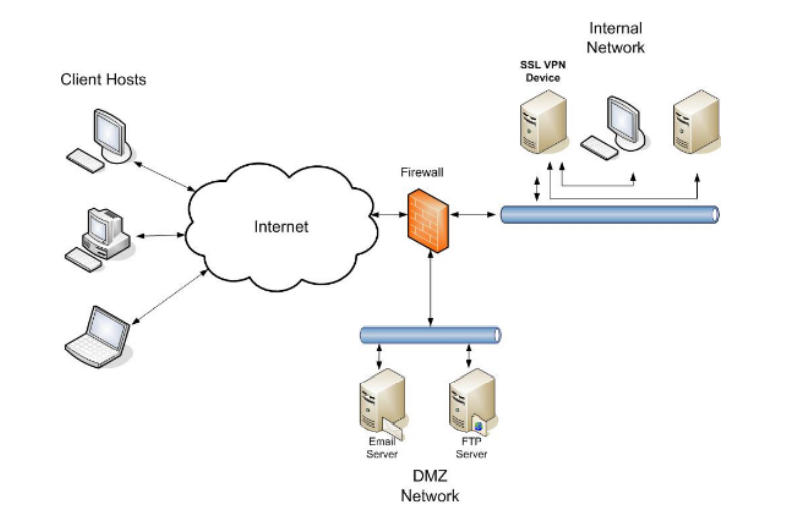 Internal
Network
SSL VPN
Device
Client Hosts
Firewall
Internet
Email
Server
FTP
Server
DMZ
Network